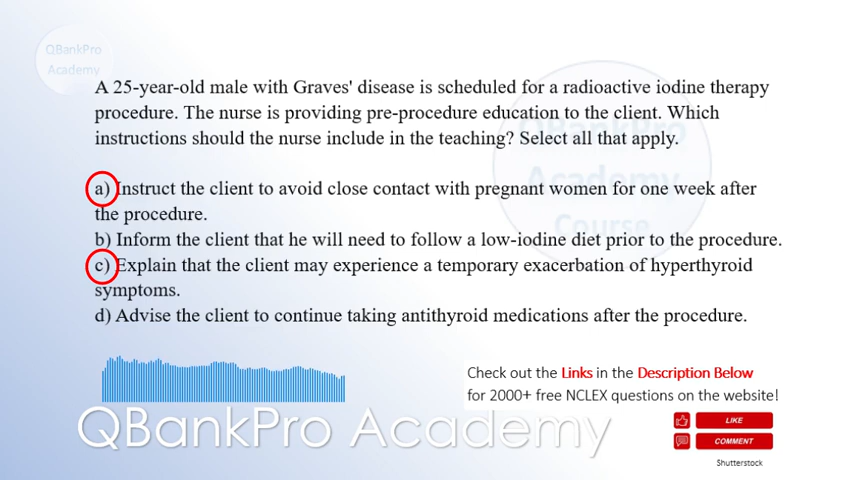 QBankPro
Academy
A 25-year-old male with Graves' disease is scheduled for a radioactive iodine therapy
procedure. The nurse is providing pre-procedure education to the client. Which
instructions should the nurse include in the teaching? Select all that apply.
QBankPro
Academy
Course
a) Instruct the client to avoid close contact with pregnant women for one week after
the procedure.
b) Inform the client that he will need to follow a low-iodine diet prior to the procedure.
c) Explain that the client may experience a temporary exacerbation of hyperthyroid
symptoms.
d) Advise the client to continue taking antithyroid medications after the procedure.
Check out the Links in the Description Below
for 2000+ free NCLEX questions on the website!
QBankPro Academy
LIKE
COMMENT
Shutterstock